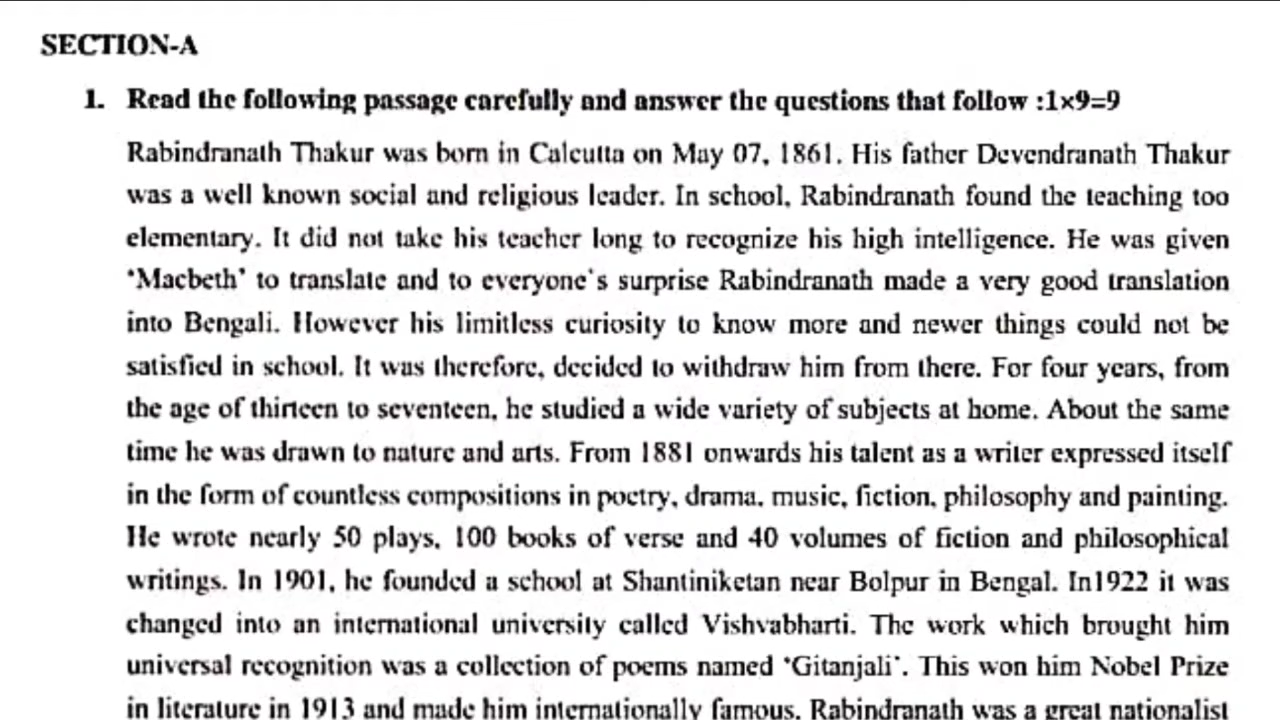 SECTION-A
1. Read the following passage carefully and answer the questions that follow :1×9=9
Rabindranath Thakur was born in Calcutta on May 07, 1861. His father Devendranath Thakur
was a well known social and religious leader. In school, Rabindranath found the teaching too
elementary. It did not take his teacher long to recognize his high intelligence. He was given
'Macbeth' to translate and to everyone's surprise Rabindranath made a very good translation
into Bengali. However his limitless curiosity to know more and newer things could not be
satisfied in school. It was therefore, decided to withdraw him from there. For four years, from
the age of thirteen to seventeen, he studied a wide variety of subjects at home. About the same
time he was drawn to nature and arts. From 1881 onwards his talent as a writer expressed itself
in the form of countless compositions in poetry, drama, music, fiction, philosophy and painting.
He wrote nearly 50 plays, 100 books of verse and 40 volumes of fiction and philosophical
writings. In 1901, he founded a school at Shantiniketan near Bolpur in Bengal. In1922 it was
changed into an international university called Vishvabharti. The work which brought him
universal recognition was a collection of poems named 'Gitanjali'. This won him Nobel Prize
in literature in 1913 and made him internationally famous. Rabindranath was a great nationalist